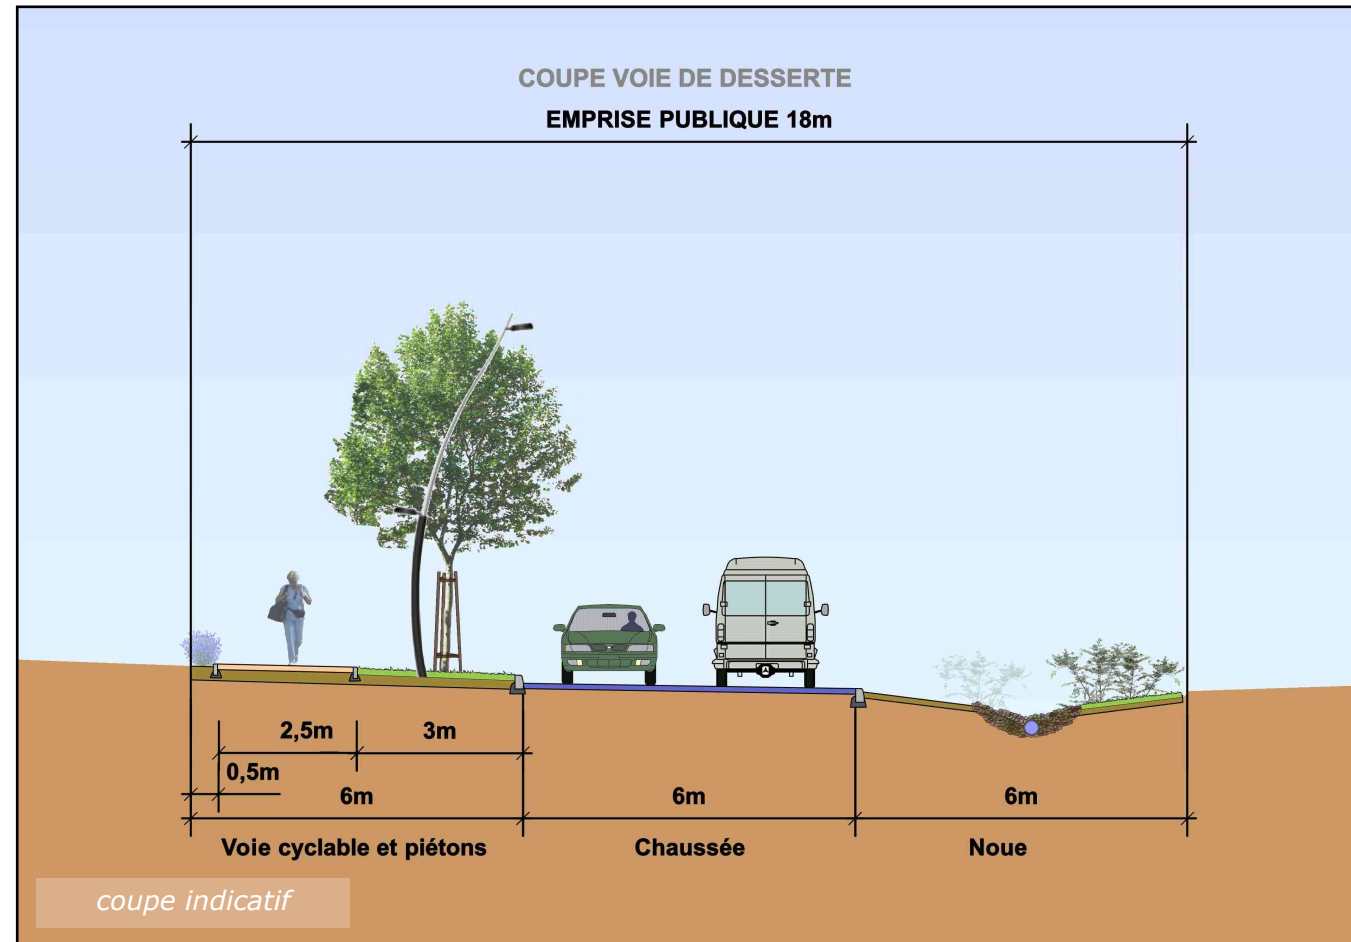 COUPE VOIE DE DESSERTE
EMPRISE PUBLIQUE 18m
2,5m
3m
0,5m
6m
6m
6m
Voie cyclable et piétons
Chaussée
Noue
coupe indicatif